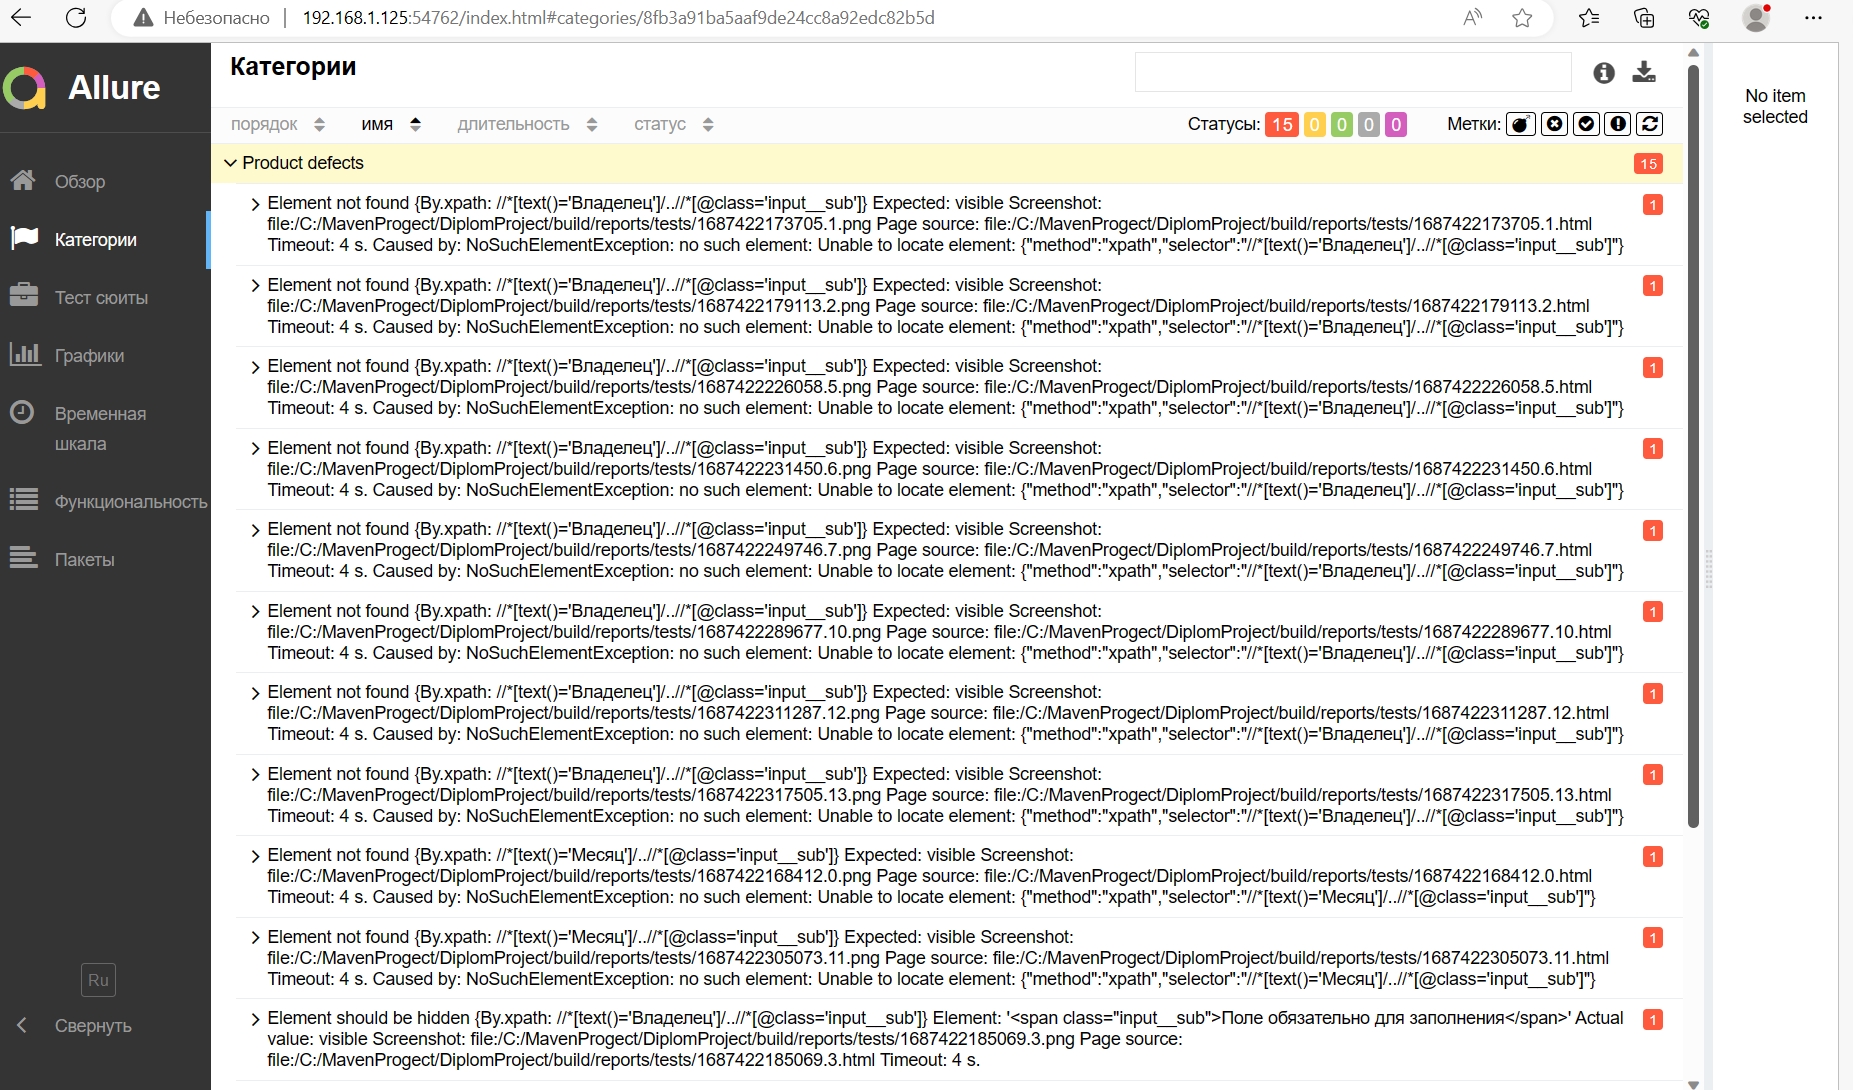 Небезопасно
192.168.1.125:54762/index.html#categories/8fb3a91ba5aaf9de24cc8a92edc82b5d
Allure
Обзор
Категории
Тест сюиты
Графики
Временная
шкала
Функциональность
Пакеты
Ru
Свернуть
Категории
порядок имя длительность статус Статусы: 15 0 0 0 0 Метки:
Product defects 15
Element not found {By.xpath: //*[text()='Владелец']/..//*[@class='input__sub']} Expected: visible Screenshot: 1
file:/C:/MavenProgect/DiplomProject/build/reports/tests/1687422173705.1.png Page source: file:/C:/MavenProgect/DiplomProject/build/reports/tests/1687422173705.1.html
Timeout: 4 s. Caused by: NoSuchElementException: no such element: Unable to locate element: {"method":"xpath","selector":"//*[text()='Владелец']/..//*[@class='input__sub']"}
Element not found {By.xpath: //*[text()='Владелец']/..//*[@class='input__sub']} Expected: visible Screenshot: 1
file:/C:/MavenProgect/DiplomProject/build/reports/tests/1687422179113.2.png Page source: file:/C:/MavenProgect/DiplomProject/build/reports/tests/1687422179113.2.html
Timeout: 4 s. Caused by: NoSuchElementException: no such element: Unable to locate element: {"method":"xpath","selector":"//*[text()='Владелец']/..//*[@class='input__sub']"}
Element not found {By.xpath: //*[text()='Владелец']/..//*[@class='input__sub']} Expected: visible Screenshot: 1
file:/C:/MavenProgect/DiplomProject/build/reports/tests/1687422226058.5.png Page source: file:/C:/MavenProgect/DiplomProject/build/reports/tests/1687422226058.5.html
Timeout: 4 s. Caused by: NoSuchElementException: no such element: Unable to locate element: {"method":"xpath","selector":"//*[text()='Владелец']/..//*[@class='input__sub']"}
Element not found {By.xpath: //*[text()='Владелец']/..//*[@class='input__sub']} Expected: visible Screenshot: 1
file:/C:/MavenProgect/DiplomProject/build/reports/tests/1687422231450.6.png Page source: file:/C:/MavenProgect/DiplomProject/build/reports/tests/1687422231450.6.html
Timeout: 4 s. Caused by: NoSuchElementException: no such element: Unable to locate element: {"method":"xpath","selector":"//*[text()='Владелец']/..//*[@class='input__sub']"}
Element not found {By.xpath: //*[text()='Владелец']/..//*[@class='input__sub']} Expected: visible Screenshot: 1
file:/C:/MavenProgect/DiplomProject/build/reports/tests/1687422249746.7.png Page source: file:/C:/MavenProgect/DiplomProject/build/reports/tests/1687422249746.7.html
Timeout: 4 s. Caused by: NoSuchElementException: no such element: Unable to locate element: {"method":"xpath","selector":"//*[text()='Владелец']/..//*[@class='input__sub']"}
Element not found {By.xpath: //*[text()='Владелец']/..//*[@class='input__sub']} Expected: visible Screenshot: 1
file:/C:/MavenProgect/DiplomProject/build/reports/tests/1687422289677.10.png Page source: file:/C:/MavenProgect/DiplomProject/build/reports/tests/1687422289677.10.html
Timeout: 4 s. Caused by: NoSuchElementException: no such element: Unable to locate element: {"method":"xpath","selector":"//*[text()='Владелец']/..//*[@class='input__sub']"}
Element not found {By.xpath: //*[text()='Владелец']/..//*[@class='input__sub']} Expected: visible Screenshot: 1
file:/C:/MavenProgect/DiplomProject/build/reports/tests/1687422311287.12.png Page source: file:/C:/MavenProgect/DiplomProject/build/reports/tests/1687422311287.12.html
Timeout: 4 s. Caused by: NoSuchElementException: no such element: Unable to locate element: {"method":"xpath","selector":"//*[text()='Владелец']/..//*[@class='input__sub']"}
Element not found {By.xpath: //*[text()='Владелец']/..//*[@class='input__sub']} Expected: visible Screenshot: 1
file:/C:/MavenProgect/DiplomProject/build/reports/tests/1687422317505.13.png Page source: file:/C:/MavenProgect/DiplomProject/build/reports/tests/1687422317505.13.html
Timeout: 4 s. Caused by: NoSuchElementException: no such element: Unable to locate element: {"method":"xpath","selector":"//*[text()='Владелец']/..//*[@class='input__sub']"}
Element not found {By.xpath: //*[text()='Месяц']/..//*[@class='input__sub']} Expected: visible Screenshot: 1
file:/C:/MavenProgect/DiplomProject/build/reports/tests/1687422168412.0.png Page source: file:/C:/MavenProgect/DiplomProject/build/reports/tests/1687422168412.0.html
Timeout: 4 s. Caused by: NoSuchElementException: no such element: Unable to locate element: {"method":"xpath","selector":"//*[text()='Месяц']/..//*[@class='input__sub']"}
Element not found {By.xpath: //*[text()='Месяц']/..//*[@class='input__sub']} Expected: visible Screenshot: 1
file:/C:/MavenProgect/DiplomProject/build/reports/tests/1687422305073.11.png Page source: file:/C:/MavenProgect/DiplomProject/build/reports/tests/1687422305073.11.html
Timeout: 4 s. Caused by: NoSuchElementException: no such element: Unable to locate element: {"method":"xpath","selector":"//*[text()='Месяц']/..//*[@class='input__sub']"}
Element should be hidden {By.xpath: //*[text()='Владелец']/..//*[@class='input__sub']} Element: '<span class="input__sub">Поле обязательно для заполнения</span>' Actual 1
value: visible Screenshot: file:/C:/MavenProgect/DiplomProject/build/reports/tests/1687422185069.3.png Page source:
file:/C:/MavenProgect/DiplomProject/build/reports/tests/1687422185069.3.html Timeout: 4 s.
No item
selected